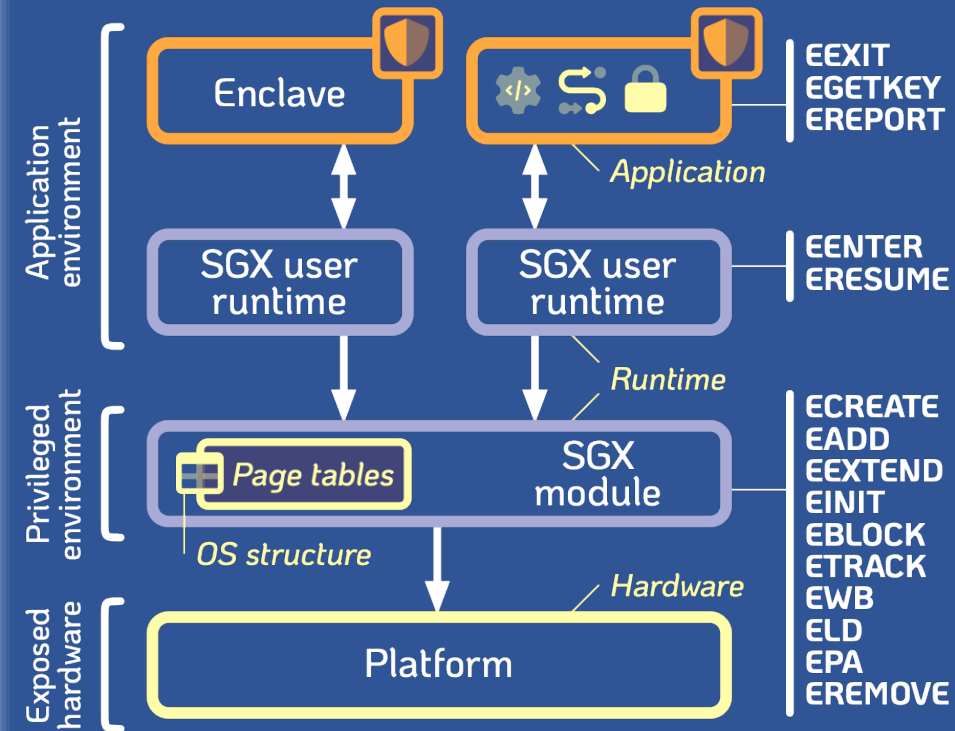 Application
environment
Enclave
</>
EEXIT
EGETKEY
EREPORT
Application
SGX user
runtime
SGX user
runtime
EENTER
ERESUME
Runtime
Privileged
environment
Page tables
SGX
module
OS structure
ECREATE
EADD
EEXTEND
EINIT
EBLOCK
ETRACK
EWB
ELD
EPA
EREMOVE
Hardware
Exposed
hardware
Platform